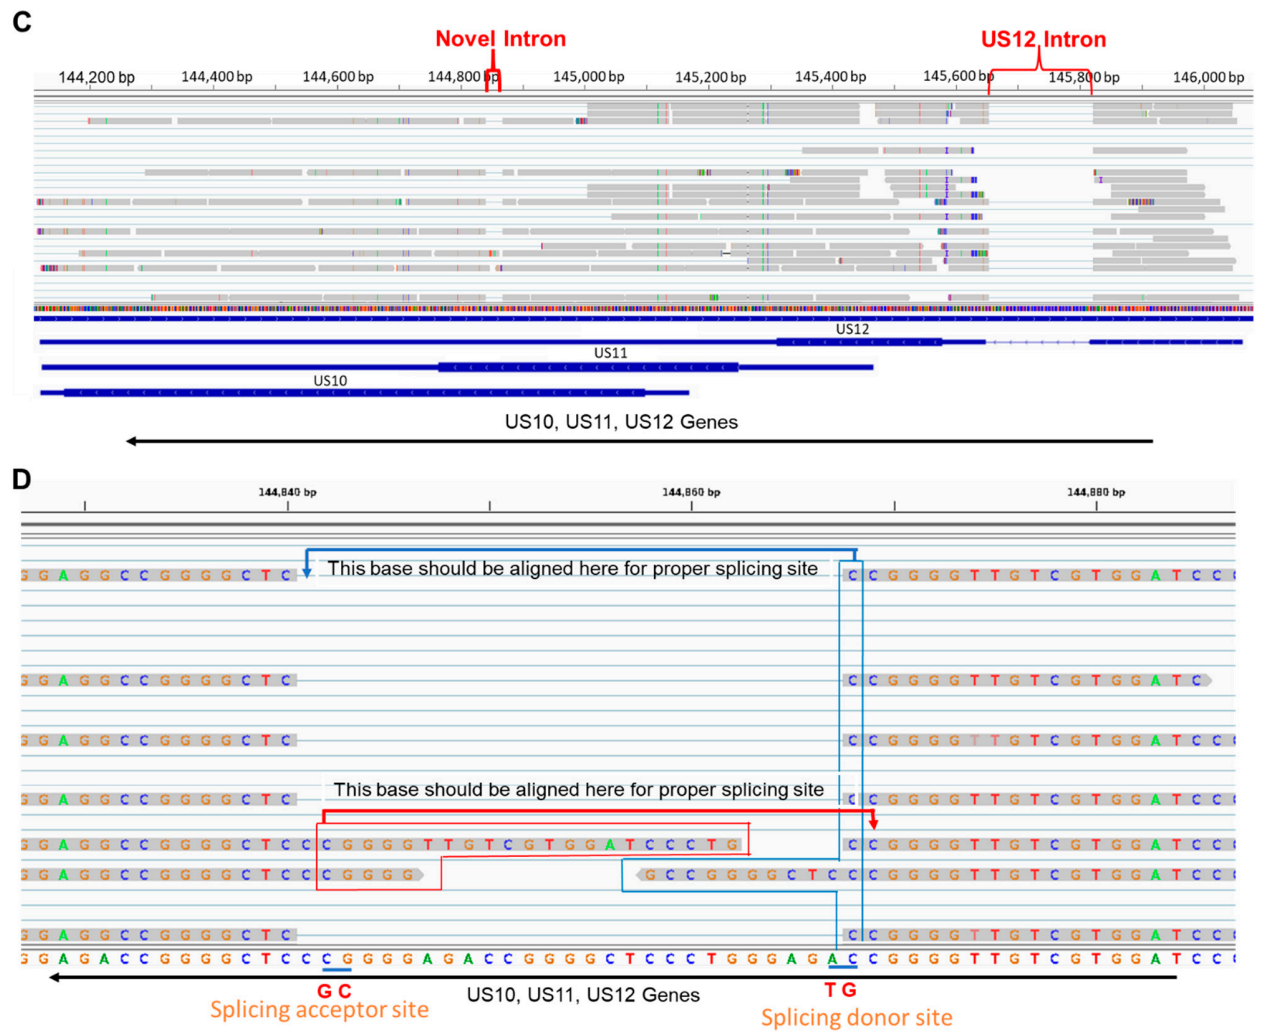 C
Novel Intron
US12 Intron
144,200 bp 144,400 bp 144,600 bp 144,800 bp 145,000 bp 145,200 bp 145,400 bp 145,600 bp 145,800 bp 146,000 bp
US12
US11
US10
US10, US11, US12 Genes
D
144,840 bp 144,860 bp 144,880 bp
This base should be aligned here for proper splicing site
G G A G G C C G G G G C T C C C G G G G T T G T C G T G G A T C C C
G G A G G C C G G G G C T C C C G G G G T T G T C G T G G A T C
G G A G G C C G G G G C T C C C G G G G T T G T C G T G G A T C C C
This base should be aligned here for proper splicing site
G G A G G C C G G G G C T C C C G G G G T T G T C G T G G A T C C C
G G A G G C C G G G G C T C C C G G G G T T G T C G T G G A T C C C T G C C G G G G T T G T C G T G G A T C C C
G G A G G C C G G G G C T C C C G G G G G C C G G G G C T C C C G G G G T T G T C G T G G A T C C C
G G A G G C C G G G G C T C C C G G G G T T G T C G T G G A T C C C
G G A G A C C G G G G C T C C C G G G G A G A C C G G G G C T C C C T G G G A G A C C G G G G T T G T C G T G G A T C C C
G C
US10, US11, US12 Genes
T G
Splicing acceptor site
Splicing donor site